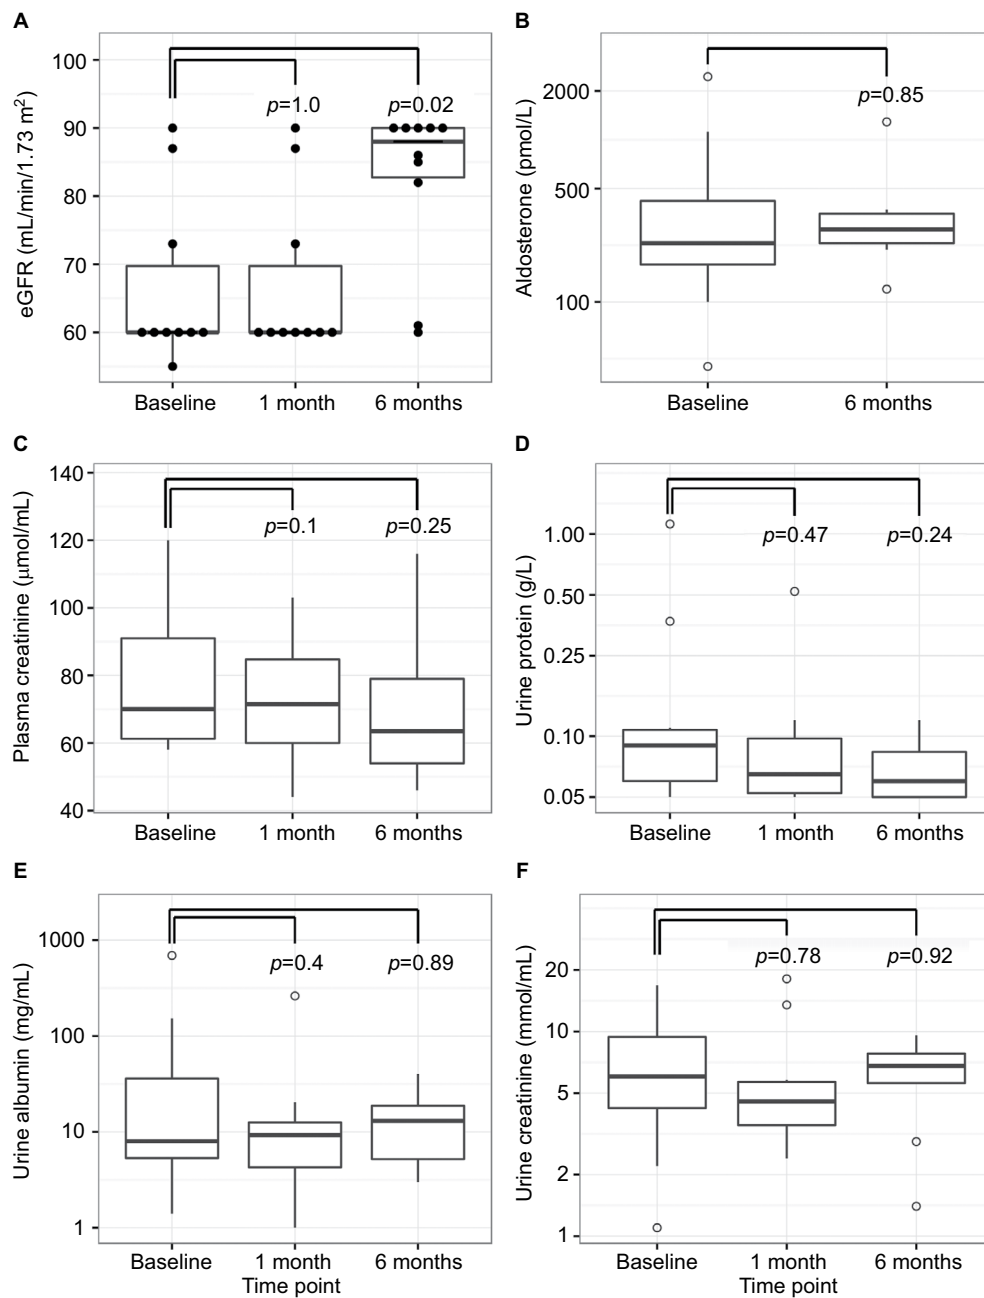 A
eGFR (mL/min/1.73 m²)
100
90
80
70
60
p=1.0
p=0.02
Baseline
1 month
6 months
B
Aldosterone (pmol/L)
2000
500
100
p=0.85
Baseline
6 months
C
Plasma creatinine (μmol/mL)
140
120
100
80
60
40
p=0.1
p=0.25
Baseline
1 month
6 months
D
Urine protein (g/L)
1.00
0.50
0.25
0.10
0.05
p=0.47
p=0.24
Baseline
1 month
6 months
E
Urine albumin (mg/mL)
1000
100
10
1
p=0.4
p=0.89
Baseline
1 month
6 months
Time point
F
Urine creatinine (mmol/mL)
20
10
5
2
1
p=0.78
p=0.92
Baseline
1 month
6 months
Time point